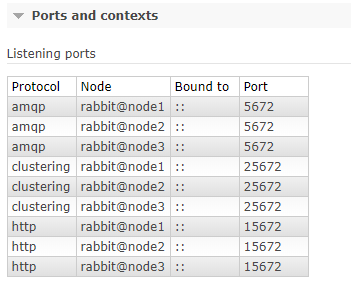 Ports and contexts
Listening ports
Protocol Node Bound to Port
amqp rabbit@node1 :: 5672
amqp rabbit@node2 :: 5672
amqp rabbit@node3 :: 5672
clustering rabbit@node1 :: 25672
clustering rabbit@node2 :: 25672
clustering rabbit@node3 :: 25672
http rabbit@node1 :: 15672
http rabbit@node2 :: 15672
http rabbit@node3 :: 15672